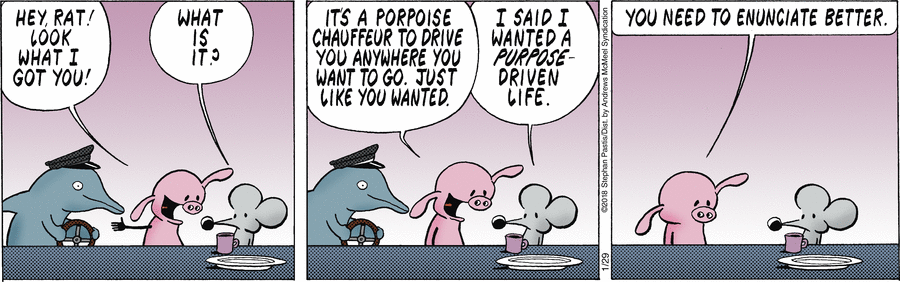 HEY, RAT!
LOOK
WHAT I
GOT YOU!
WHAT
IS
IT?
IT'S A PORPOISE
CHAUFFEUR TO DRIVE
YOU ANYWHERE YOU
WANT TO GO. JUST
LIKE YOU WANTED.
I SAID I
WANTED A
PURPOSE-
DRIVEN
LIFE.
©2018 Stephan Pastis/Dist. by Andrews McMeel Syndication
1/29
YOU NEED TO ENUNCIATE BETTER.